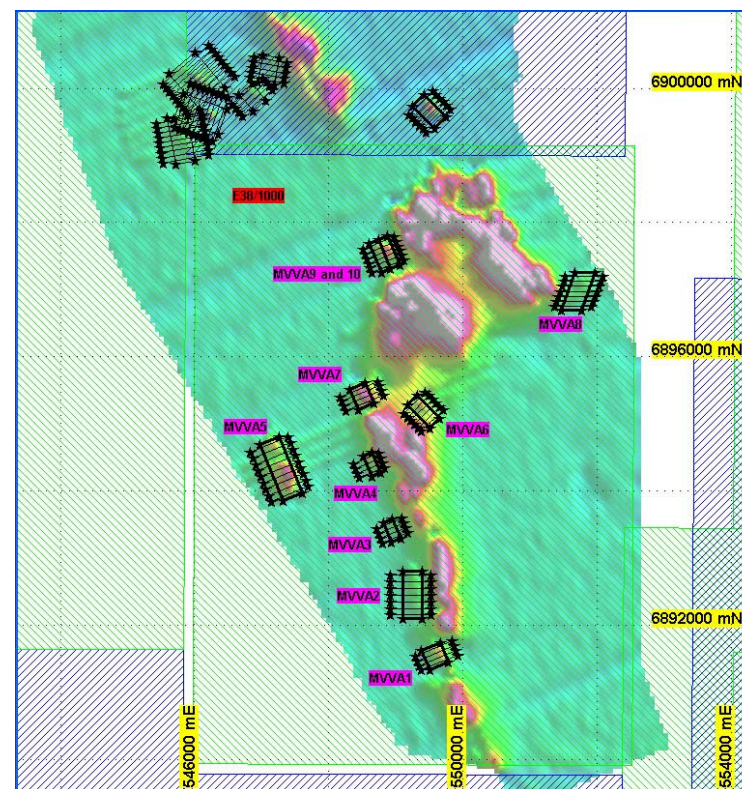 6900000 mN
E38/1000
MVVA9 and 10
MVVA8
6896000 mN
MVVA7
MVVA5
MVVA6
MVVA4
MVVA3
MVVA2
6892000 mN
MVVA1
546000 mE
550000 mE
554000 mE